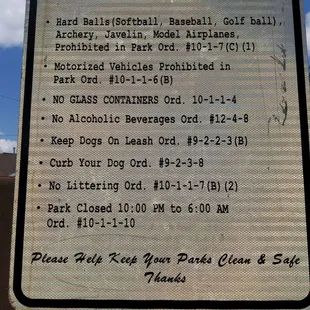 • Hard Balls(Softball, Baseball, Golf ball),
Archery, Javelin, Model Airplanes,
Prohibited in Park Ord. #10-1-7(C)(1)
• Motorized Vehicles Prohibited in
Park Ord. #10-1-1-6(B)
• NO GLASS CONTAINERS Ord. 10-1-1-4
• No Alcoholic Beverages Ord. #12-4-8
• Keep Dogs On Leash Ord. #9-2-2-3(B)
• Curb Your Dog Ord. #9-2-3-8
• No Littering Ord. #10-1-1-7(B)(2)
• Park Closed 10:00 PM to 6:00 AM
Ord. #10-1-1-10
Please Help Keep Your Parks Clean & Safe
Thanks